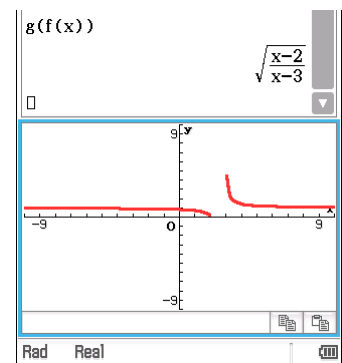 g(f(x))
√((x-2)/(x-3))
9 y
-9 0 9 x
-9
Rad Real